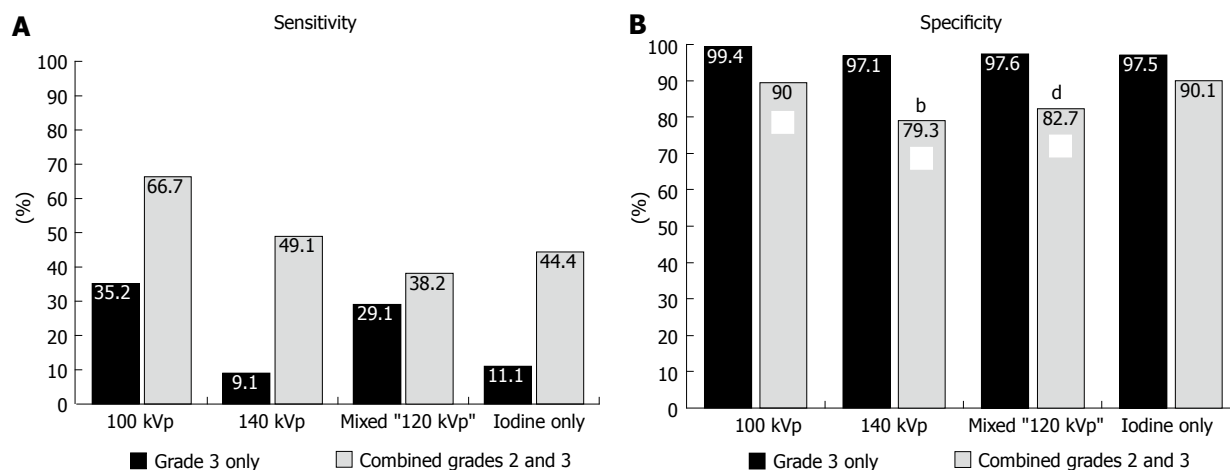 A
Sensitivity
(%)
100
90
80
70
60
50
40
30
20
10
0
35.2
66.7
9.1
49.1
29.1
38.2
11.1
44.4
100 kVp
140 kVp
Mixed "120 kVp"
Iodine only
Grade 3 only
Combined grades 2 and 3
B
Specificity
(%)
100
90
80
70
60
50
40
30
20
10
0
99.4
90
97.1
b
79.3
97.6
d
82.7
97.5
90.1
100 kVp
140 kVp
Mixed "120 kVp"
Iodine only
Grade 3 only
Combined grades 2 and 3